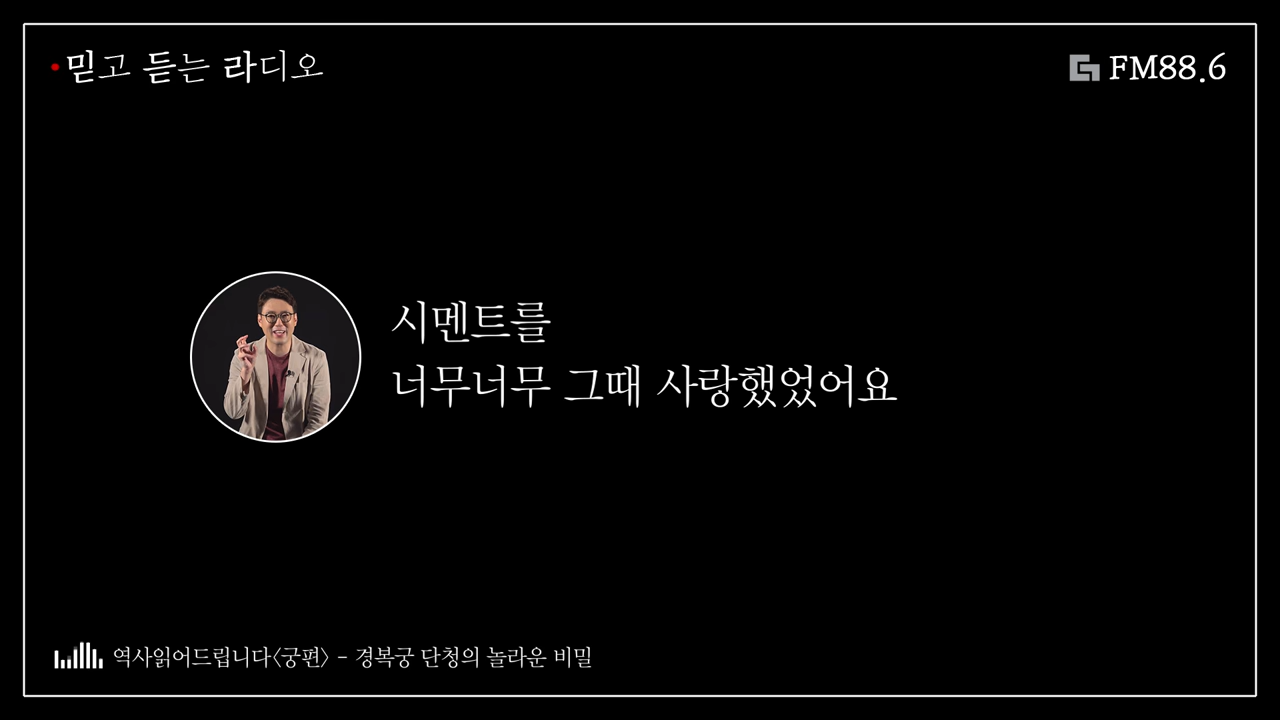 믿고 듣는 라디오
FM88.6
시멘트를
너무너무 그때 사랑했었어요
역사읽어드립니다<궁편> - 경복궁 단청의 놀라운 비밀